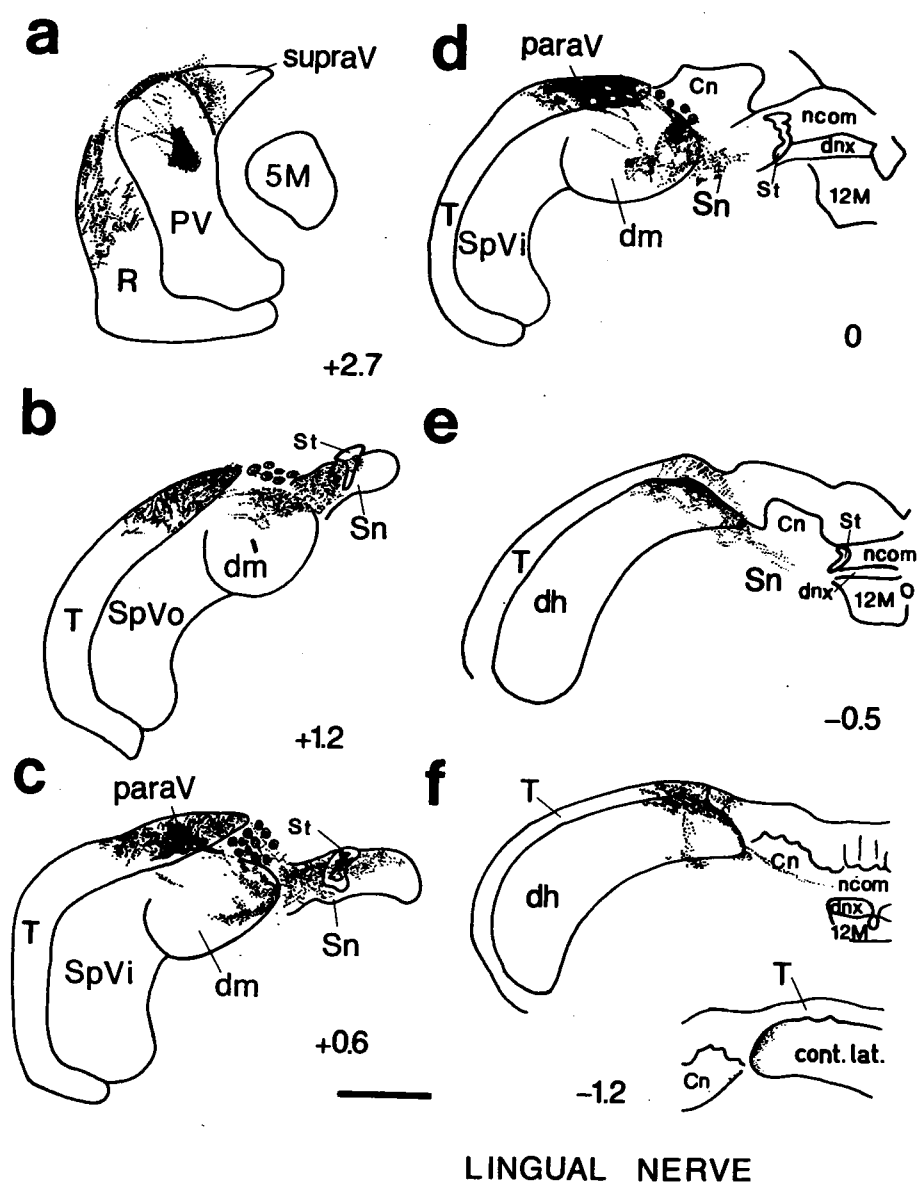 a
supraV
5M
PV
R
+2.7
b
St
Sn
dm
SpVo
T
+1.2
c
paraV
St
T
SpVi
dm
Sn
+0.6
d
paraV
Cn
ncom
dnx
St
12M
Sn
T
SpVi
dm
0
e
Cn
St
T
ncom
Sn
dnx
12M
O
dh
-0.5
f
T
Cn
ncom
dh
dnx
12M
T
cont. lat.
Cn
-1.2
LINGUAL NERVE